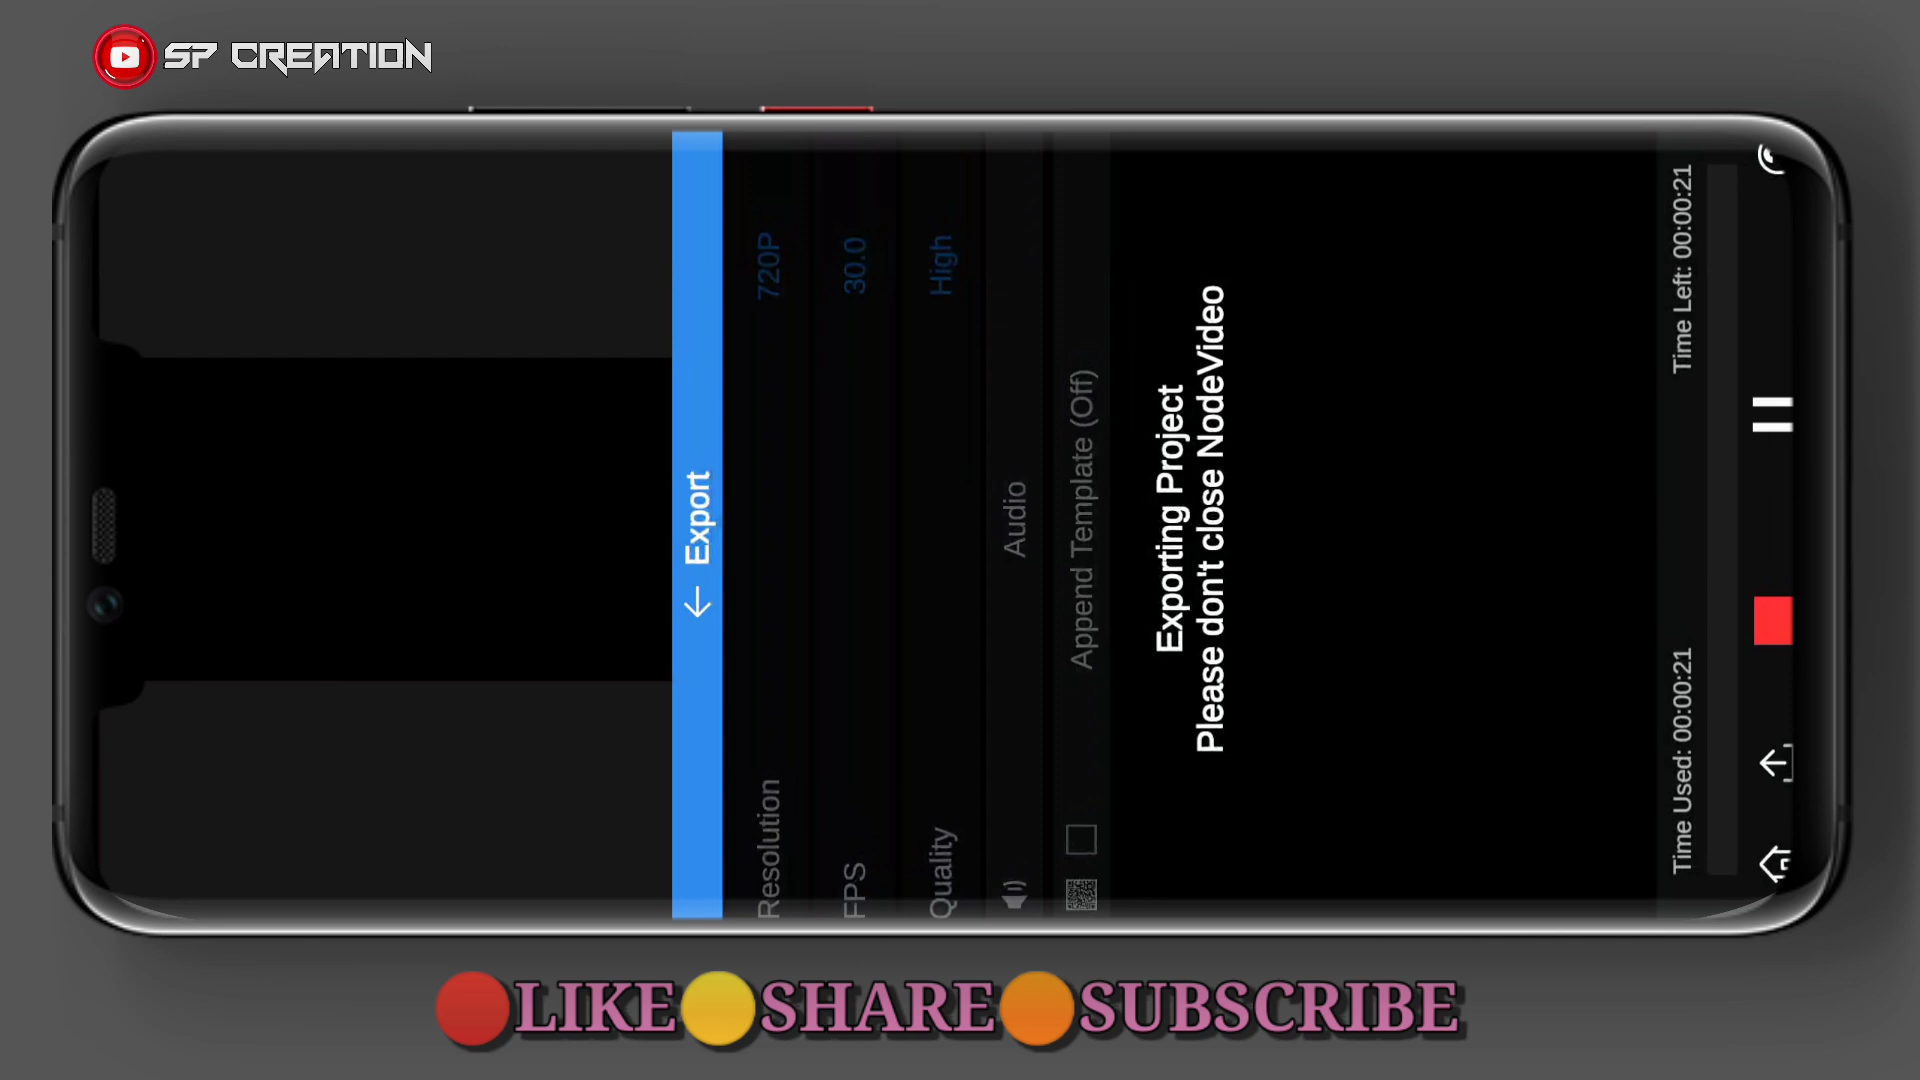 SP CREATION
← Export
Resolution 720P
FPS 30.0
Quality High
Audio
Append Template (Off)
Exporting Project
Please don't close NodeVideo
Time Used: 00:00:21 Time Left: 00:00:21
LIKE SHARE SUBSCRIBE